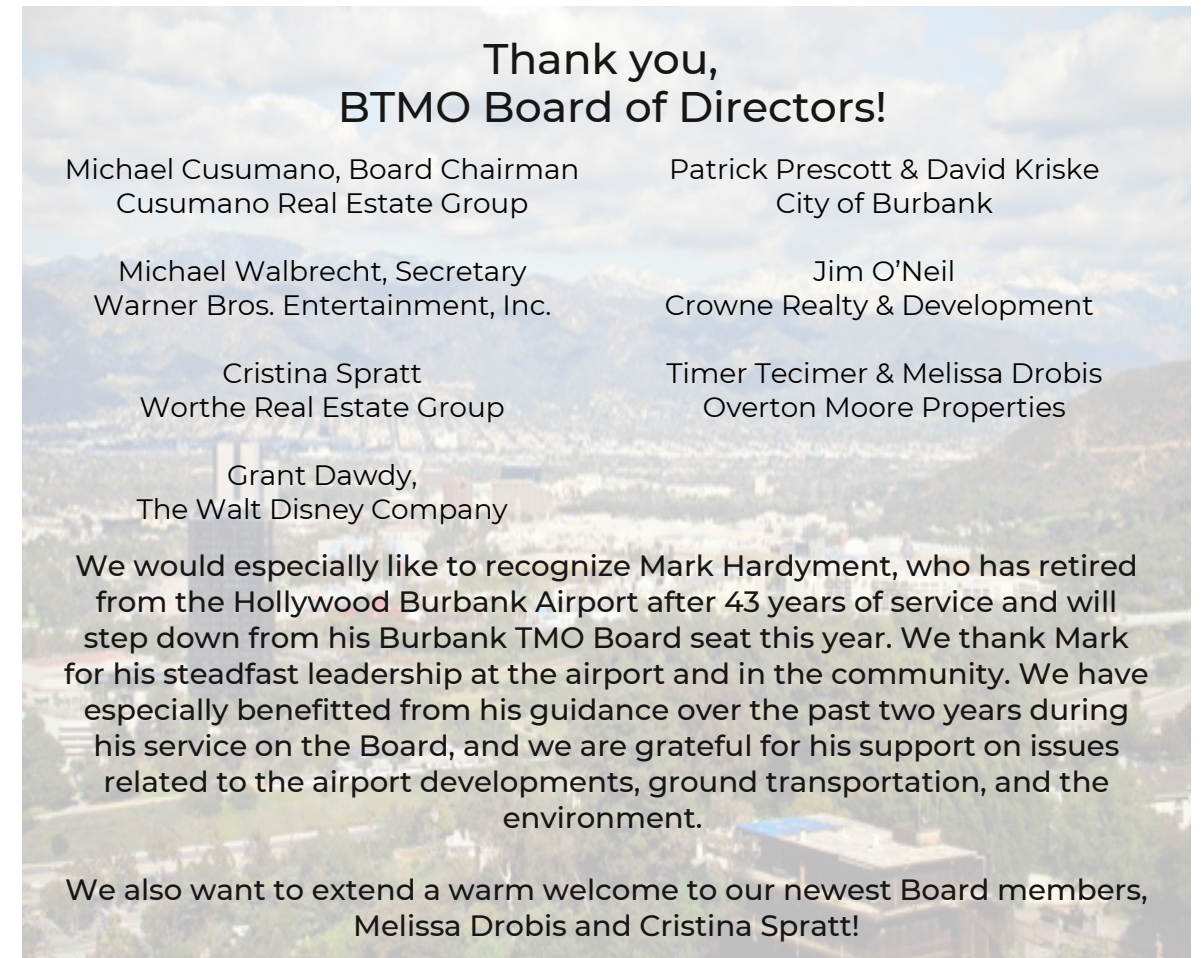 Thank you,
BTMO Board of Directors!
Michael Cusumano, Board Chairman
Cusumano Real Estate Group
Michael Walbrecht, Secretary
Warner Bros. Entertainment, Inc.
Cristina Spratt
Worthe Real Estate Group
Grant Dawdy,
The Walt Disney Company
Patrick Prescott & David Kriske
City of Burbank
Jim O’Neil
Crowne Realty & Development
Timer Tecimer & Melissa Drobis
Overton Moore Properties
We would especially like to recognize Mark Hardyment, who has retired
from the Hollywood Burbank Airport after 43 years of service and will
step down from his Burbank TMO Board seat this year. We thank Mark
for his steadfast leadership at the airport and in the community. We have
especially benefitted from his guidance over the past two years during
his service on the Board, and we are grateful for his support on issues
related to the airport developments, ground transportation, and the
environment.
We also want to extend a warm welcome to our newest Board members,
Melissa Drobis and Cristina Spratt!